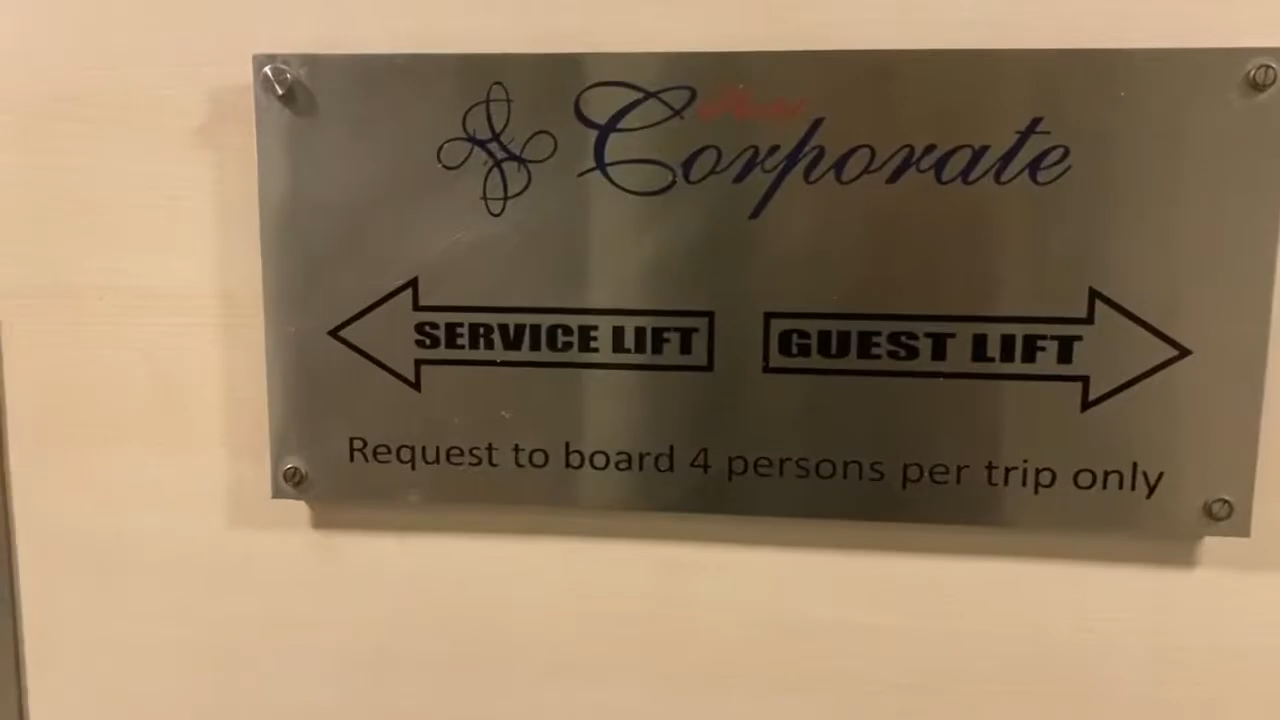 Corporate
SERVICE LIFT
GUEST LIFT
Request to board 4 persons per trip only